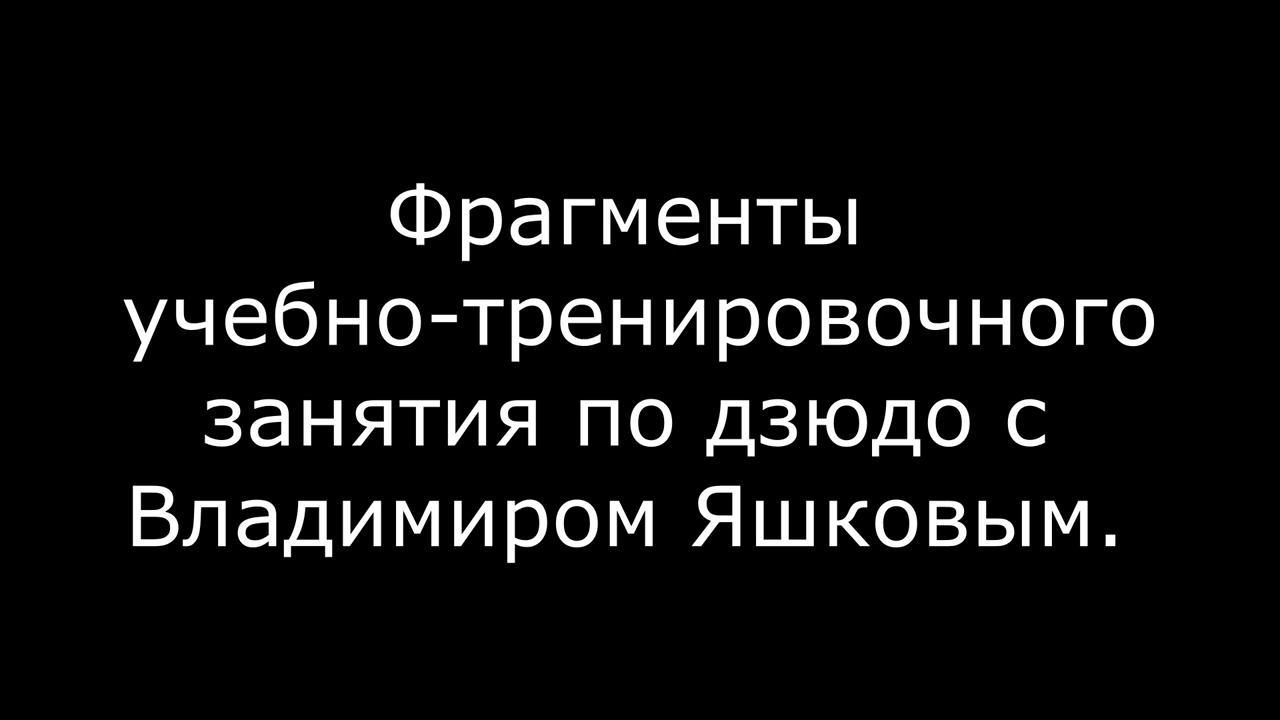 Фрагменты
учебно-тренировочного
занятия по дзюдо с
Владимиром Яшковым.